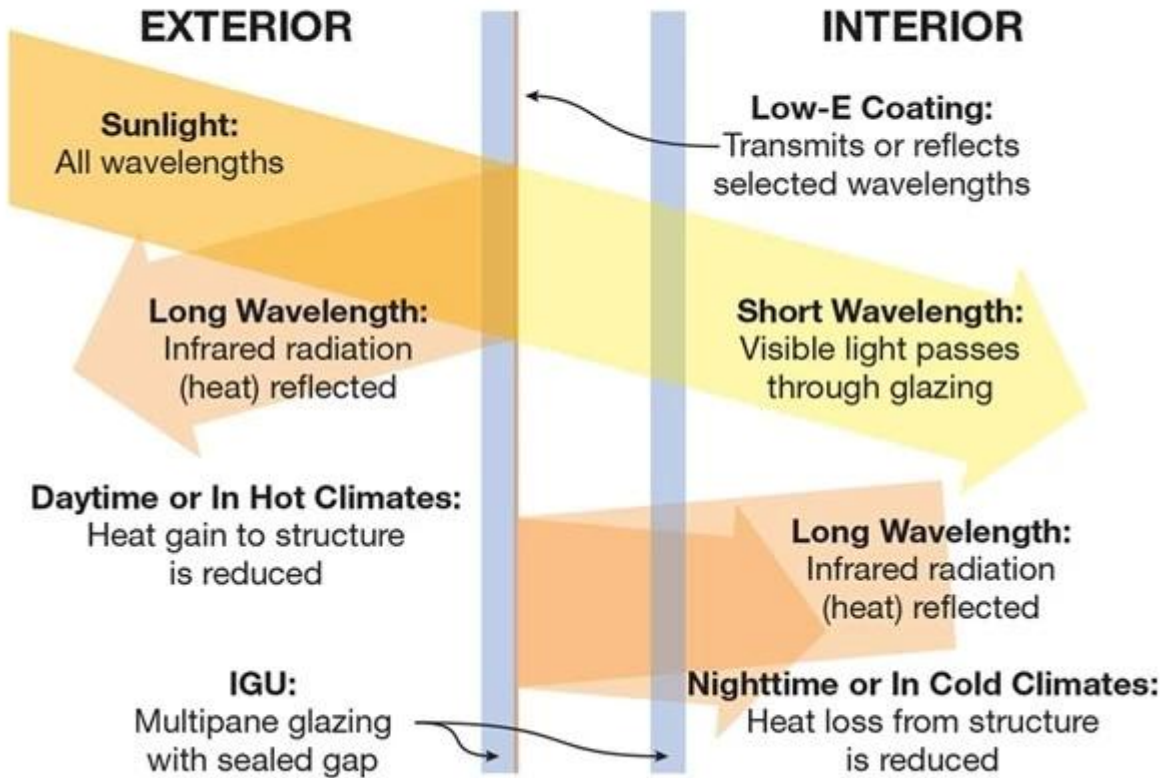 EXTERIOR
INTERIOR
Sunlight:
All wavelengths
Low-E Coating:
Transmits or reflects
selected wavelengths
Long Wavelength:
Infrared radiation
(heat) reflected
Short Wavelength:
Visible light passes
through glazing
Daytime or In Hot Climates:
Heat gain to structure
is reduced
Long Wavelength:
Infrared radiation
(heat) reflected
IGU:
Multipane glazing
with sealed gap
Nighttime or In Cold Climates:
Heat loss from structure
is reduced